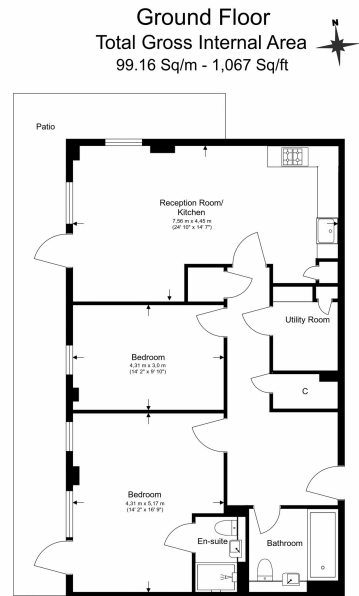 Ground Floor
Total Gross Internal Area
99.16 Sq/m - 1,067 Sq/ft
N
Patio
Reception Room/
Kitchen
7,56 m x 4,45 m
(24' 10" x 14' 7")
Utility Room
Bedroom
4,31 m x 3,0 m
(14' 2" x 9' 10")
C
Bedroom
4,31 m x 5,17 m
(14' 2" x 16' 9")
En-suite
Bathroom